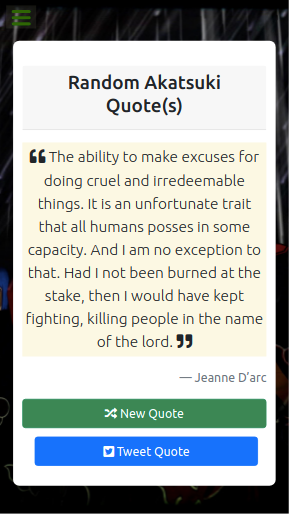 Random Akatsuki
Quote(s)
❝ The ability to make excuses for
doing cruel and irredeemable
things. It is an unfortunate trait
that all humans posses in some
capacity. And I am no exception to
that. Had I not been burned at the
stake, then I would have kept
fighting, killing people in the name
of the lord. ❞
— Jeanne D'arc
New Quote
Tweet Quote